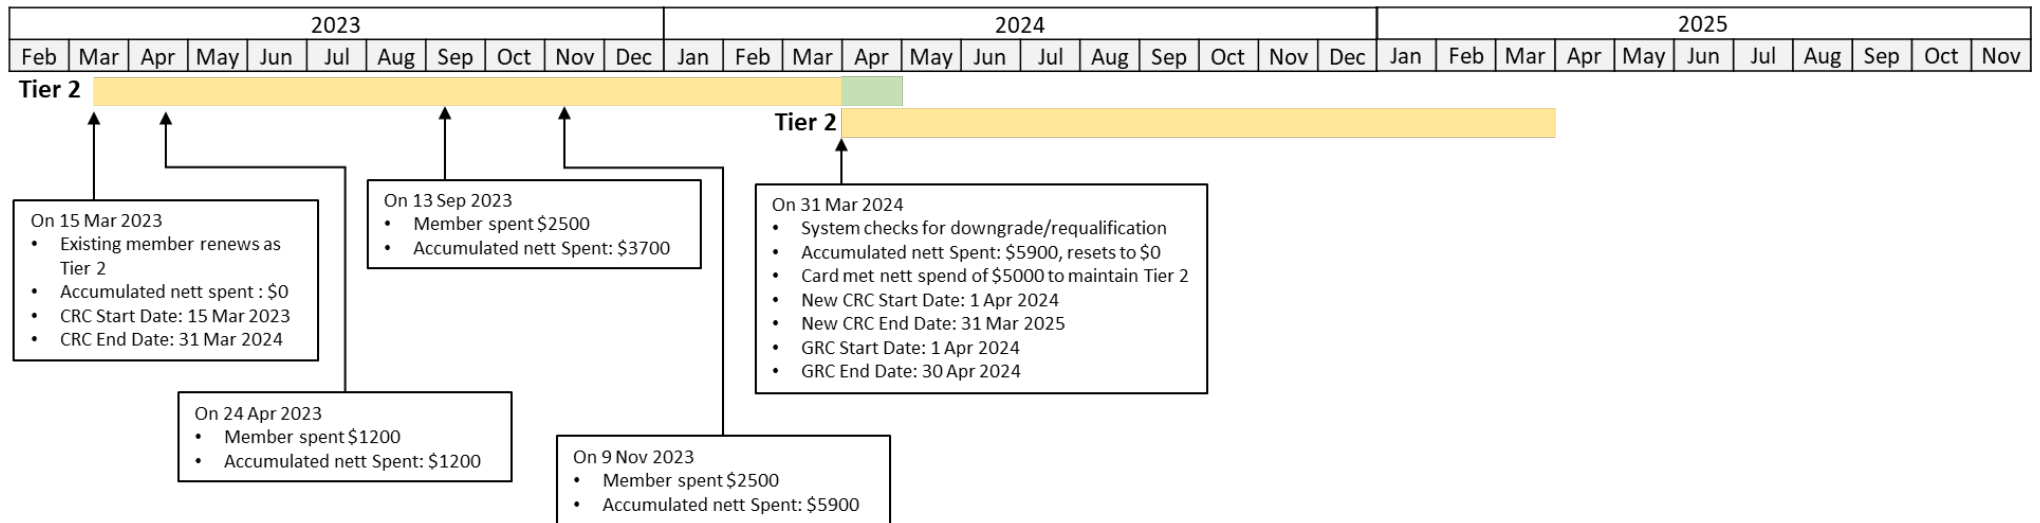 2023 2024 2025
Feb Mar Apr May Jun Jul Aug Sep Oct Nov Dec Jan Feb Mar Apr May Jun Jul Aug Sep Oct Nov Dec Jan Feb Mar Apr May Jun Jul Aug Sep Oct Nov
Tier 2
Tier 2
On 15 Mar 2023
• Existing member renews as
Tier 2
• Accumulated nett spent : $0
• CRC Start Date: 15 Mar 2023
• CRC End Date: 31 Mar 2024
On 24 Apr 2023
• Member spent $1200
• Accumulated nett Spent: $1200
On 13 Sep 2023
• Member spent $2500
• Accumulated nett Spent: $3700
On 9 Nov 2023
• Member spent $2500
• Accumulated nett Spent: $5900
On 31 Mar 2024
• System checks for downgrade/requalification
• Accumulated nett Spent: $5900, resets to $0
• Card met nett spend of $5000 to maintain Tier 2
• New CRC Start Date: 1 Apr 2024
• New CRC End Date: 31 Mar 2025
• GRC Start Date: 1 Apr 2024
• GRC End Date: 30 Apr 2024